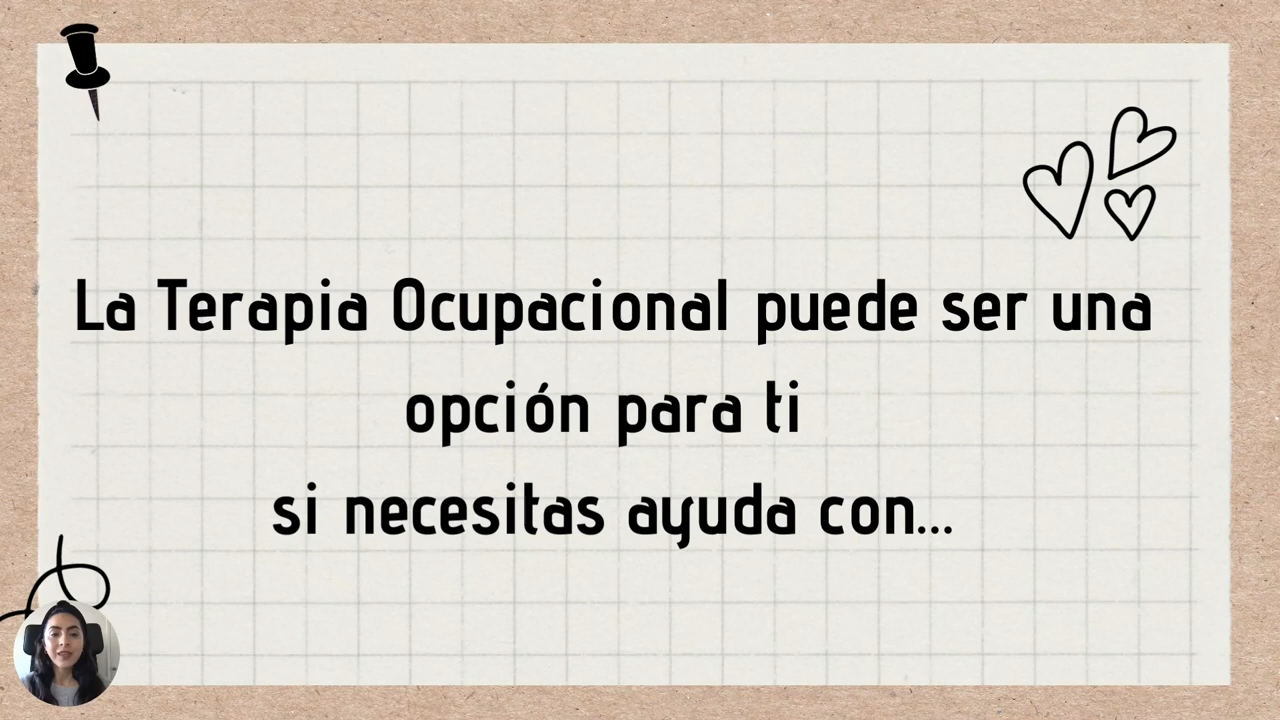 La Terapia Ocupacional puede ser una
opción para ti
si necesitas ayuda con...